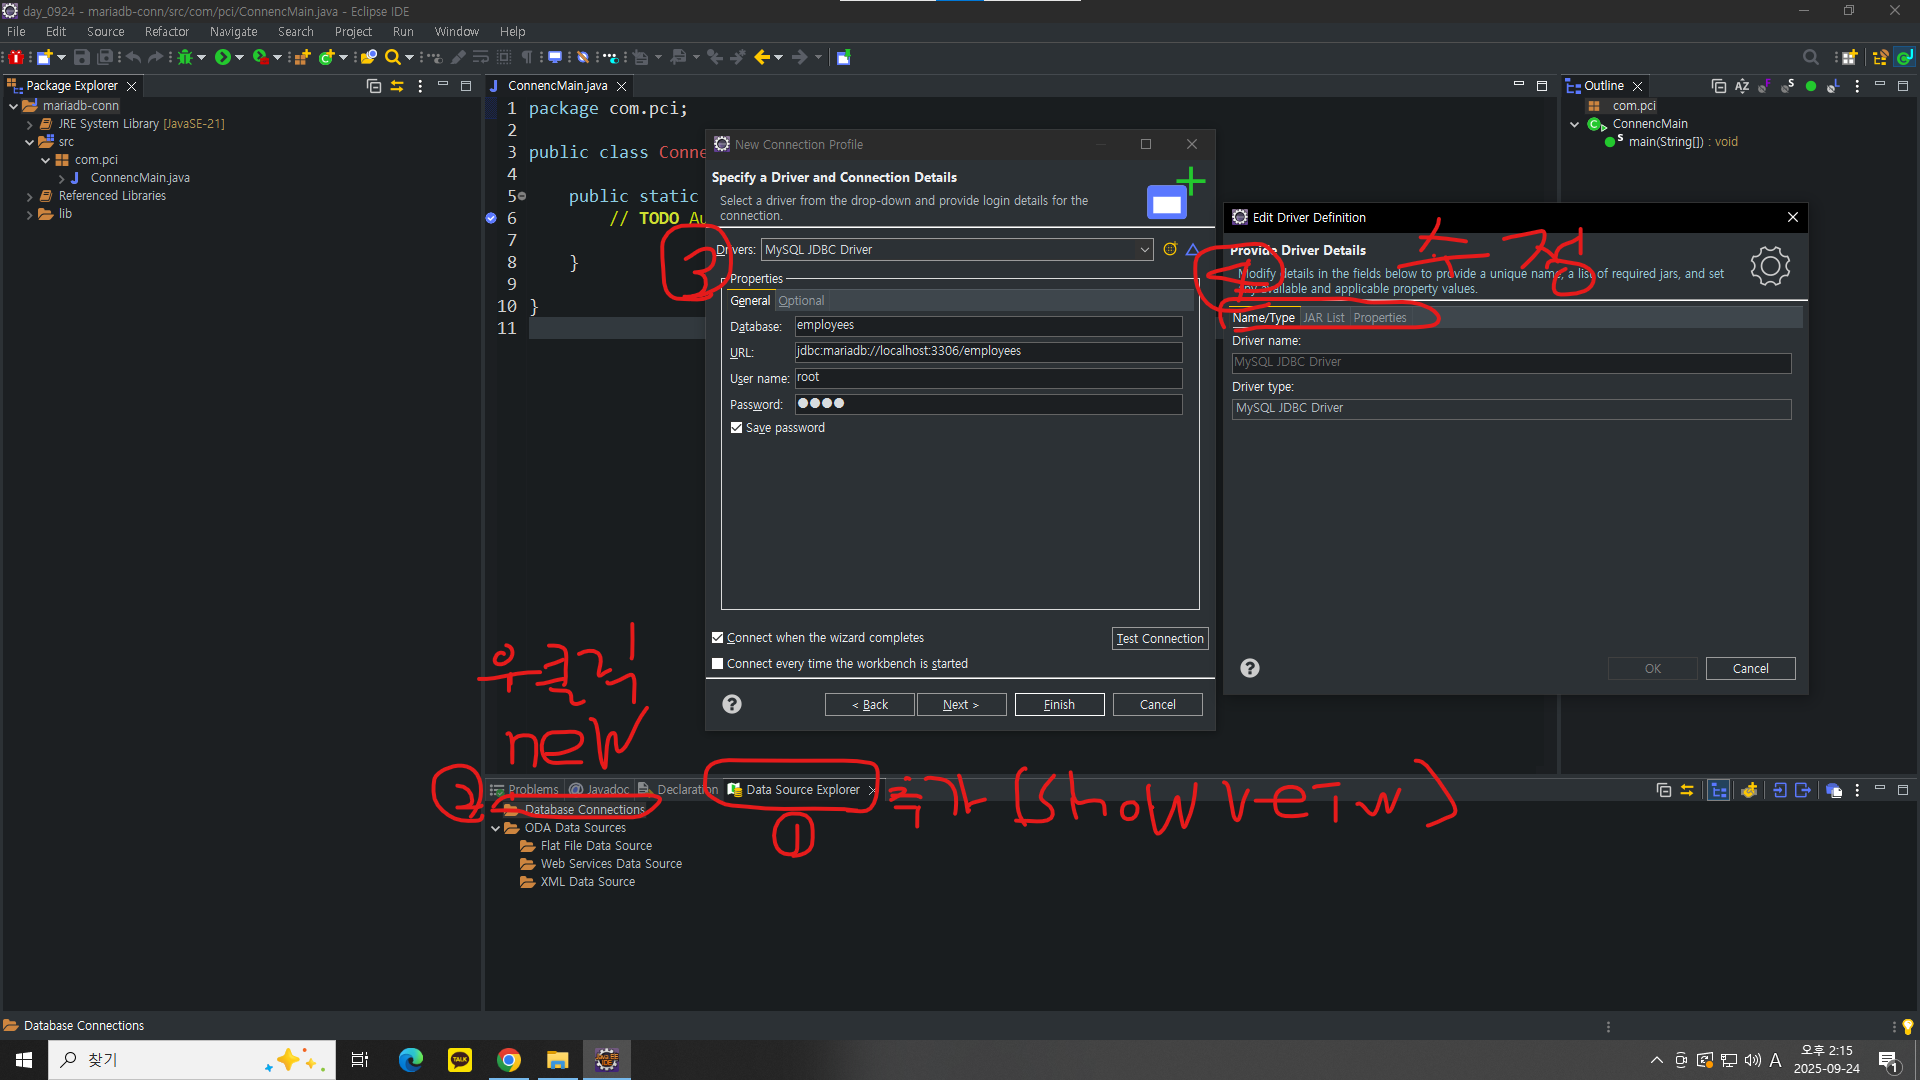 day_0924 - mariadb-conn/src/com/pci/ConnencMain.java - Eclipse IDE
File Edit Source Refactor Navigate Search Project Run Window Help
Package Explorer
mariadb-conn
JRE System Library [JavaSE-21]
src
com.pci
ConnencMain.java
Referenced Libraries
lib
ConnencMain.java
1 package com.pci;
2
3 public class Conne
4
5 public static
6 // TODO Au
7
8 }
9
10 }
11
Outline
com.pci
ConnencMain
main(String[]) : void
New Connection Profile
Specify a Driver and Connection Details
Select a driver from the drop-down and provide login details for the
connection.
③
Drivers: MySQL JDBC Driver
Properties
General Optional
Database: employees
URL: jdbc:mariadb://localhost:3306/employees
User name: root
Password: ●●●●
Save password
Connect when the wizard completes
Test Connection
Connect every time the workbench is started
< Back Next > Finish Cancel
Edit Driver Definition
Provide Driver Details
수정
④
Modify details in the fields below to provide a unique name, a list of required jars, and set
any available and applicable property values.
Name/Type JAR List Properties
Driver name:
MySQL JDBC Driver
Driver type:
MySQL JDBC Driver
OK Cancel
우클릭
new
②
Problems Javadoc Declaration Data Source Explorer
추가 [show veiw]
①
Database Connections
ODA Data Sources
Flat File Data Source
Web Services Data Source
XML Data Source
Database Connections
찾기
TALK
JAVA EE
IDE
A
오후 2:15
2025-09-24
1